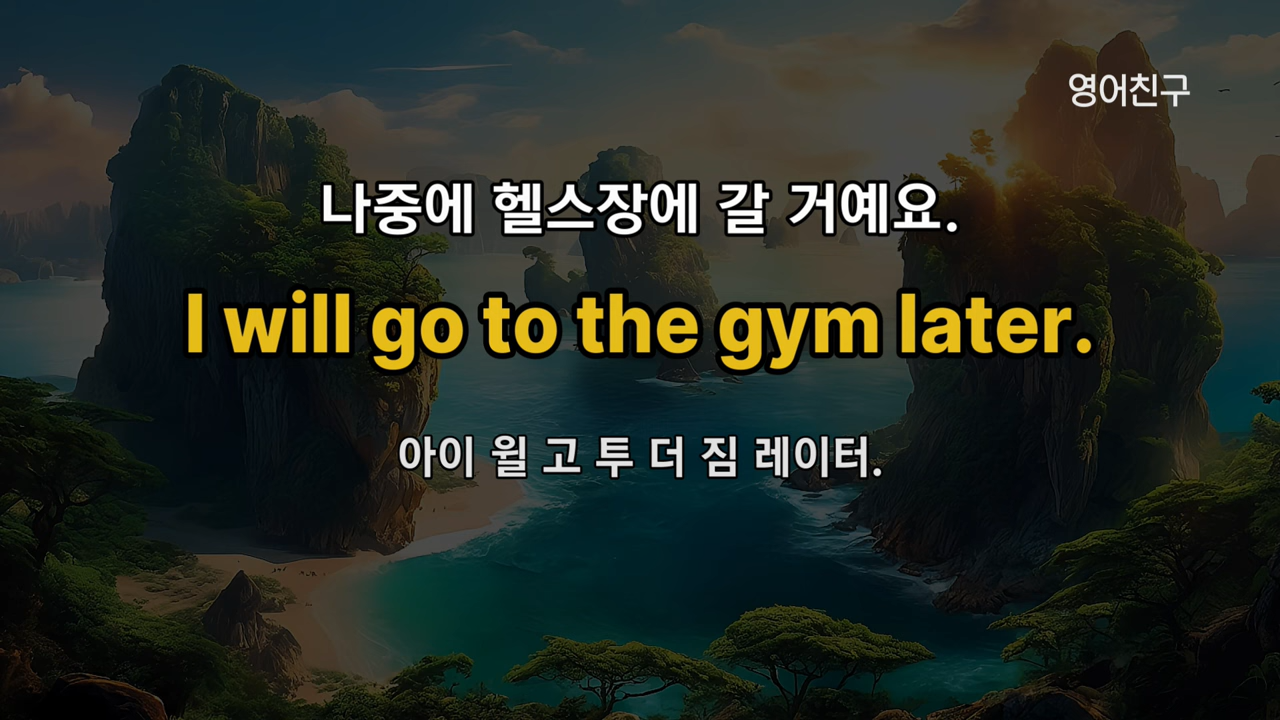 영어친구
나중에 헬스장에 갈 거예요.
I will go to the gym later.
아이 윌 고 투 더 짐 레이터.